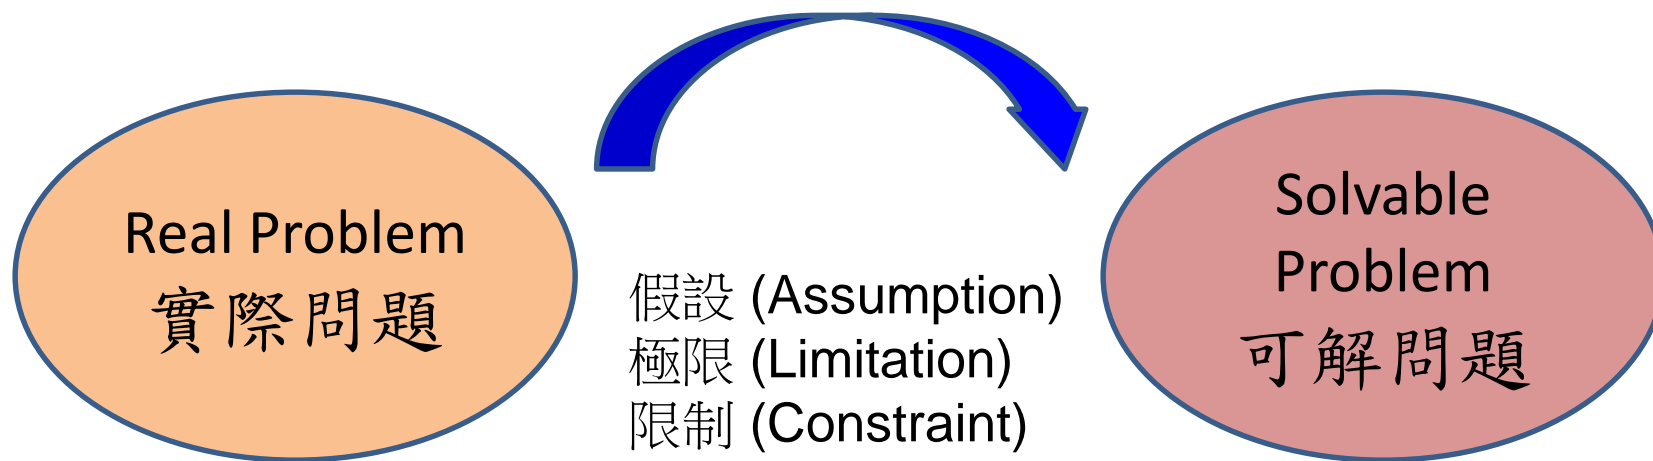 Real Problem
實際問題
假設 (Assumption)
極限 (Limitation)
限制 (Constraint)
Solvable
Problem
可解問題